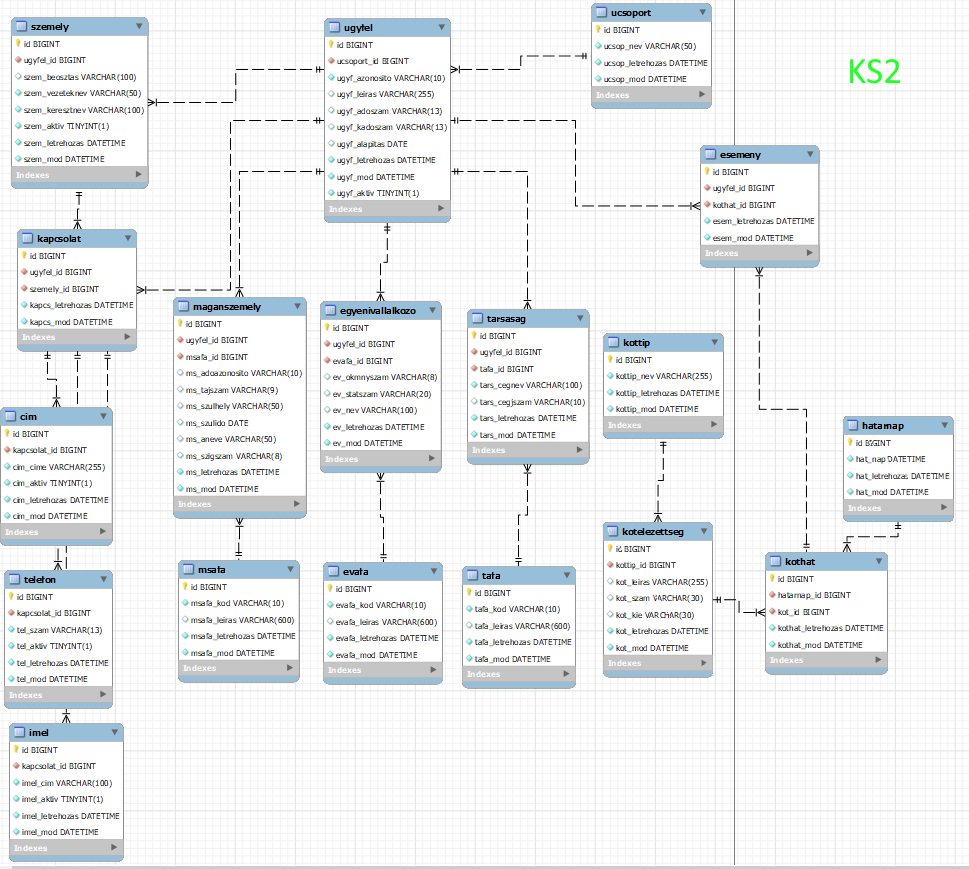 szemely
id BIGINT
ugyfel_id BIGINT
szem_beosztas VARCHAR(100)
szem_vezeteknev VARCHAR(50)
szem_keresztnev VARCHAR(100)
szem_aktiv TINYINT(1)
szem_letrehozas DATETIME
szem_mod DATETIME
Indexes
ugyfel
id BIGINT
ucsoport_id BIGINT
ugyf_azonosito VARCHAR(10)
ugyf_leiras VARCHAR(255)
ugyf_adoszam VARCHAR(13)
ugyf_kadoszam VARCHAR(13)
ugyf_alapitas DATE
ugyf_letrehozas DATETIME
ugyf_mod DATETIME
ugyf_aktiv TINYINT(1)
Indexes
ucsoport
id BIGINT
ucsop_nev VARCHAR(50)
ucsop_letrehozas DATETIME
ucsop_mod DATETIME
Indexes
KS2
esemeny
id BIGINT
ugyfel_id BIGINT
kothat_id BIGINT
esem_letrehozas DATETIME
esem_mod DATETIME
Indexes
kapcsolat
id BIGINT
ugyfel_id BIGINT
szemely_id BIGINT
kapcs_letrehozas DATETIME
kapcs_mod DATETIME
Indexes
maganszemely
id BIGINT
ugyfel_id BIGINT
msafa_id BIGINT
ms_adoazonosito VARCHAR(10)
ms_tajszam VARCHAR(9)
ms_szulhely VARCHAR(50)
ms_szulido DATE
ms_aneve VARCHAR(50)
ms_szigszam VARCHAR(8)
ms_letrehozas DATETIME
ms_mod DATETIME
Indexes
egyenivallalkozo
id BIGINT
ugyfel_id BIGINT
evafa_id BIGINT
ev_okmnyszam VARCHAR(8)
ev_statszam VARCHAR(20)
ev_nev VARCHAR(100)
ev_letrehozas DATETIME
ev_mod DATETIME
Indexes
tarsasag
id BIGINT
ugyfel_id BIGINT
tafa_id BIGINT
tars_cegnev VARCHAR(100)
tars_cegjszam VARCHAR(10)
tars_letrehozas DATETIME
tars_mod DATETIME
Indexes
kottip
id BIGINT
kottip_nev VARCHAR(255)
kottip_letrehozas DATETIME
kottip_mod DATETIME
Indexes
hatarnap
id BIGINT
hat_nap DATETIME
hat_letrehozas DATETIME
hat_mod DATETIME
Indexes
cim
id BIGINT
kapcsolat_id BIGINT
cim_cime VARCHAR(255)
cim_aktiv TINYINT(1)
cim_letrehozas DATETIME
cim_mod DATETIME
Indexes
telefon
id BIGINT
kapcsolat_id BIGINT
tel_szam VARCHAR(13)
tel_aktiv TINYINT(1)
tel_letrehozas DATETIME
tel_mod DATETIME
Indexes
msafa
id BIGINT
msafa_kod VARCHAR(10)
msafa_leiras VARCHAR(600)
msafa_letrehozas DATETIME
msafa_mod DATETIME
Indexes
evafa
id BIGINT
evafa_kod VARCHAR(10)
evafa_leiras VARCHAR(600)
evafa_letrehozas DATETIME
evafa_mod DATETIME
Indexes
tafa
id BIGINT
tafa_kod VARCHAR(10)
tafa_leiras VARCHAR(600)
tafa_letrehozas DATETIME
tafa_mod DATETIME
Indexes
kotelezettseg
id BIGINT
kottip_id BIGINT
kot_leiras VARCHAR(255)
kot_szam VARCHAR(30)
kot_kie VARCHAR(30)
kot_letrehozas DATETIME
kot_mod DATETIME
Indexes
kothat
id BIGINT
hatarnap_id BIGINT
kot_id BIGINT
kothat_letrehozas DATETIME
kothat_mod DATETIME
Indexes
imel
id BIGINT
kapcsolat_id BIGINT
imel_cim VARCHAR(100)
imel_aktiv TINYINT(1)
imel_letrehozas DATETIME
imel_mod DATETIME
Indexes